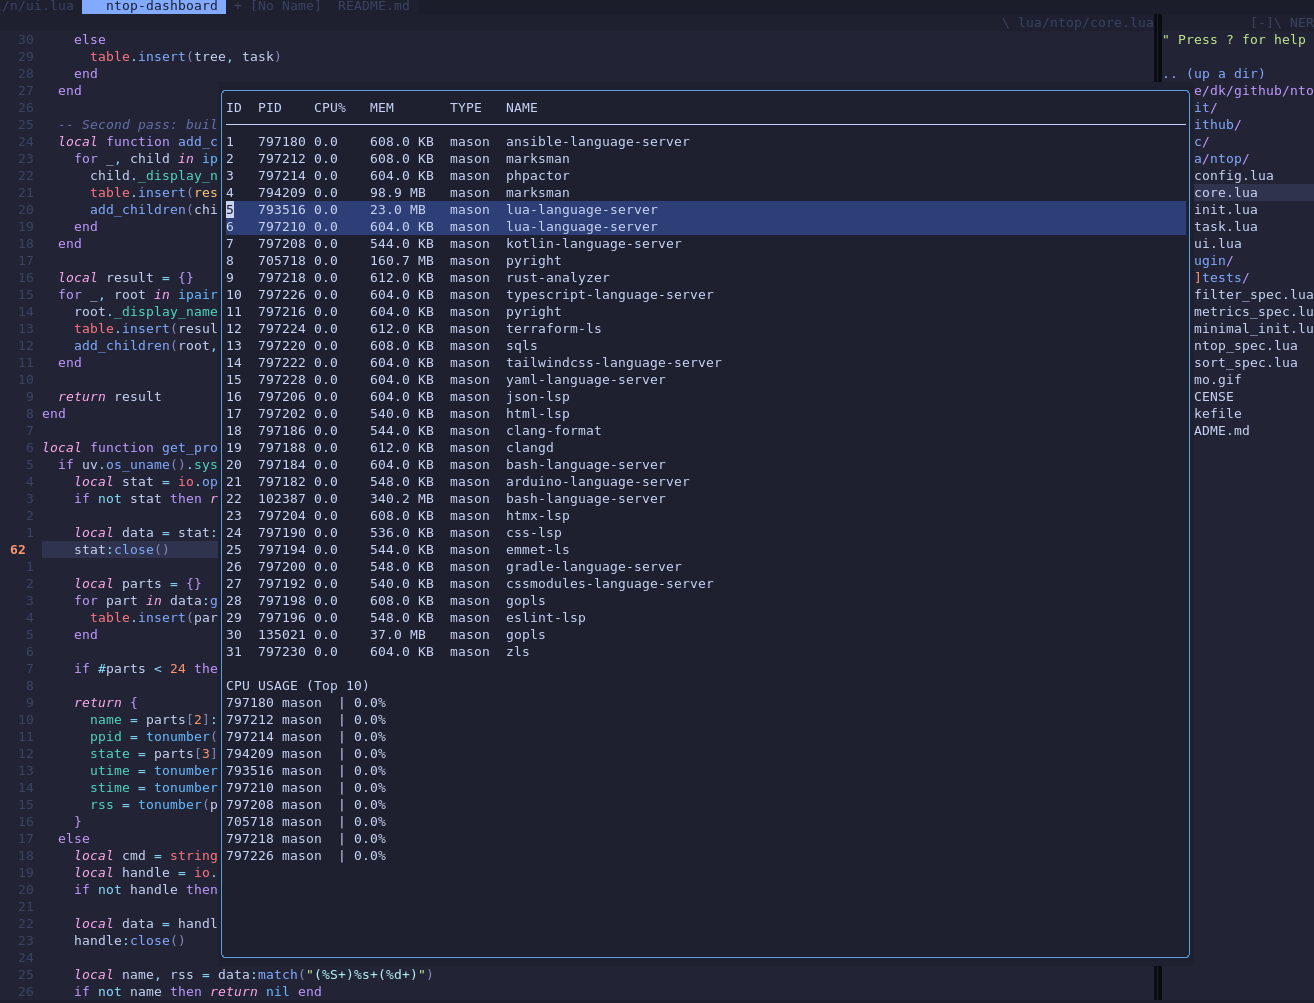 /n/ui.lua ntop-dashboard + [No Name] README.md
\ lua/ntop/core.lua [-]\ NER
30 else
29 table.insert(tree, task)
28 end
27 end
26
25 -- Second pass: buil
24 local function add_c
23 for _, child in ip
22 child._display_n
21 table.insert(res
20 add_children(chi
19 end
18 end
17
16 local result = {}
15 for _, root in ipair
14 root._display_name
13 table.insert(resul
12 add_children(root,
11 end
10
9 return result
8 end
7
6 local function get_pro
5 if uv.os_uname().sys
4 local stat = io.op
3 if not stat then r
2
1 local data = stat:
62 stat:close()
1
2 local parts = {}
3 for part in data:g
4 table.insert(par
5 end
6
7 if #parts < 24 the
8
9 return {
10 name = parts[2]:
11 ppid = tonumber(
12 state = parts[3]
13 utime = tonumber
14 stime = tonumber
15 rss = tonumber(p
16 }
17 else
18 local cmd = string
19 local handle = io.
20 if not handle then
21
22 local data = handl
23 handle:close()
24
25 local name, rss = data:match("(%S+)%s+(%d+)")
26 if not name then return nil end
ID PID CPU% MEM TYPE NAME
1 797180 0.0 608.0 KB mason ansible-language-server
2 797212 0.0 608.0 KB mason marksman
3 797214 0.0 604.0 KB mason phpactor
4 794209 0.0 98.9 MB mason marksman
5 793516 0.0 23.0 MB mason lua-language-server
6 797210 0.0 604.0 KB mason lua-language-server
7 797208 0.0 544.0 KB mason kotlin-language-server
8 705718 0.0 160.7 MB mason pyright
9 797218 0.0 612.0 KB mason rust-analyzer
10 797226 0.0 604.0 KB mason typescript-language-server
11 797216 0.0 604.0 KB mason pyright
12 797224 0.0 612.0 KB mason terraform-ls
13 797220 0.0 608.0 KB mason sqls
14 797222 0.0 604.0 KB mason tailwindcss-language-server
15 797228 0.0 604.0 KB mason yaml-language-server
16 797206 0.0 604.0 KB mason json-lsp
17 797202 0.0 540.0 KB mason html-lsp
18 797186 0.0 544.0 KB mason clang-format
19 797188 0.0 612.0 KB mason clangd
20 797184 0.0 604.0 KB mason bash-language-server
21 797182 0.0 548.0 KB mason arduino-language-server
22 102387 0.0 340.2 MB mason bash-language-server
23 797204 0.0 608.0 KB mason htmx-lsp
24 797190 0.0 536.0 KB mason css-lsp
25 797194 0.0 544.0 KB mason emmet-ls
26 797200 0.0 548.0 KB mason gradle-language-server
27 797192 0.0 540.0 KB mason cssmodules-language-server
28 797198 0.0 608.0 KB mason gopls
29 797196 0.0 548.0 KB mason eslint-lsp
30 135021 0.0 37.0 MB mason gopls
31 797230 0.0 604.0 KB mason zls
CPU USAGE (Top 10)
797180 mason | 0.0%
797212 mason | 0.0%
797214 mason | 0.0%
794209 mason | 0.0%
793516 mason | 0.0%
797210 mason | 0.0%
797208 mason | 0.0%
705718 mason | 0.0%
797218 mason | 0.0%
797226 mason | 0.0%
" Press ? for help
.. (up a dir)
e/dk/github/nto
it/
ithub/
c/
a/ntop/
config.lua
core.lua
init.lua
task.lua
ui.lua
ugin/
]tests/
filter_spec.lua
metrics_spec.lu
minimal_init.lu
ntop_spec.lua
sort_spec.lua
mo.gif
CENSE
kefile
ADME.md